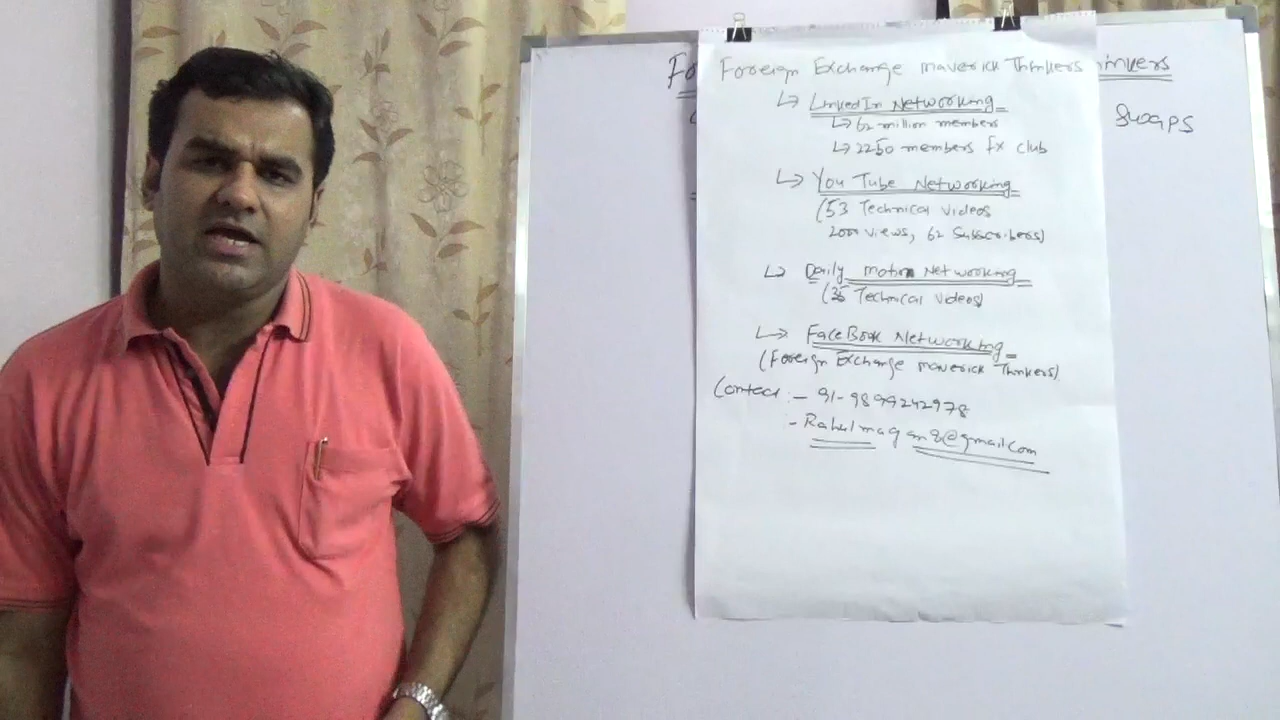 Foreign Exchange Maverick Thinkers
↳ LinkedIn Networking
↳ 62 million members
↳ 2250 members fx club
↳ You Tube Networking
(53 Technical videos
2000 views, 62 Subscribers)
↳ Daily motion Networking
(35 Technical videos)
↳ FaceBook Networking
(Foreign Exchange Maverick Thinkers)
Contact :- 91-9899242978
- Rahulmagan8@gmail.com
Fo
inkers
Swaps